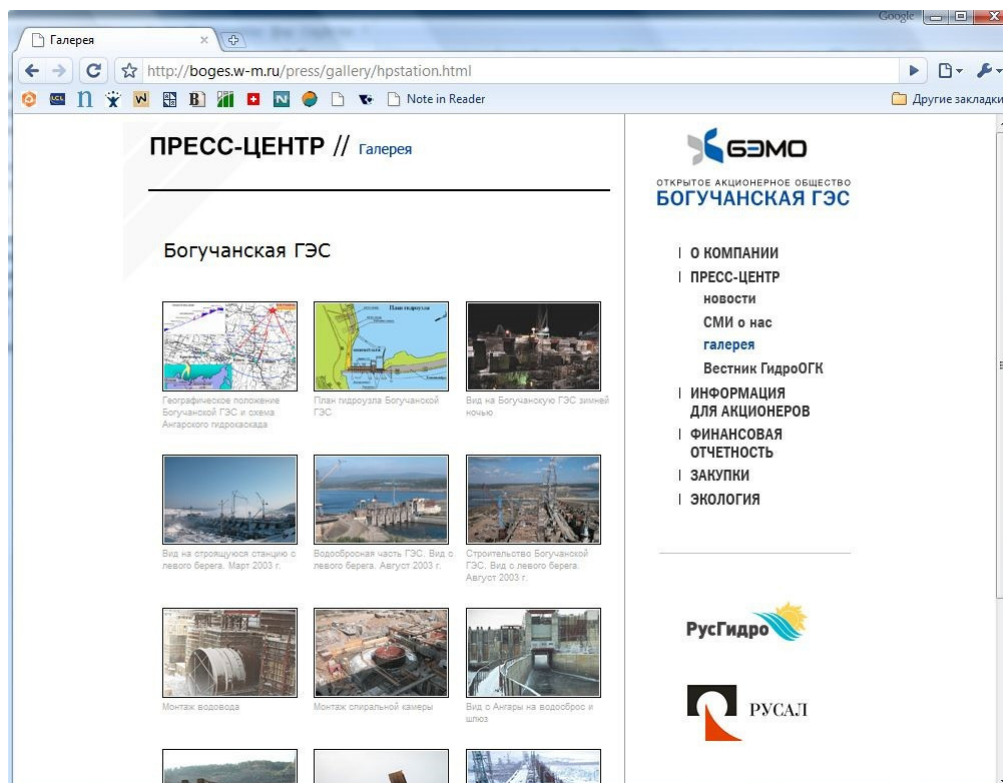 Google
Галерея
http://boges.w-m.ru/press/gallery/hpstation.html
Note in Reader
Другие закладки
ПРЕСС-ЦЕНТР // Галерея
Богучанская ГЭС
Географическое положение
Богучанской ГЭС и схема
Ангарского гидрокаскада
План гидроузла Богучанской
ГЭС
Вид на Богучанскую ГЭС зимней
ночью
Вид на строящуюся станцию с
левого берега. Март 2003 г.
Водосбросная часть ГЭС. Вид с
левого берега. Август 2003 г.
Строительство Богучанской
ГЭС. Вид с левого берега.
Август 2003 г.
Монтаж водовода
Монтаж спиральной камеры
Вид с Ангары на водосброс и
шлюз
БЭМО
ОТКРЫТОЕ АКЦИОНЕРНОЕ ОБЩЕСТВО
БОГУЧАНСКАЯ ГЭС
О КОМПАНИИ
ПРЕСС-ЦЕНТР
новости
СМИ о нас
галерея
Вестник ГидроОГК
ИНФОРМАЦИЯ
ДЛЯ АКЦИОНЕРОВ
ФИНАНСОВАЯ
ОТЧЕТНОСТЬ
ЗАКУПКИ
ЭКОЛОГИЯ
РусГидро
РУСАЛ